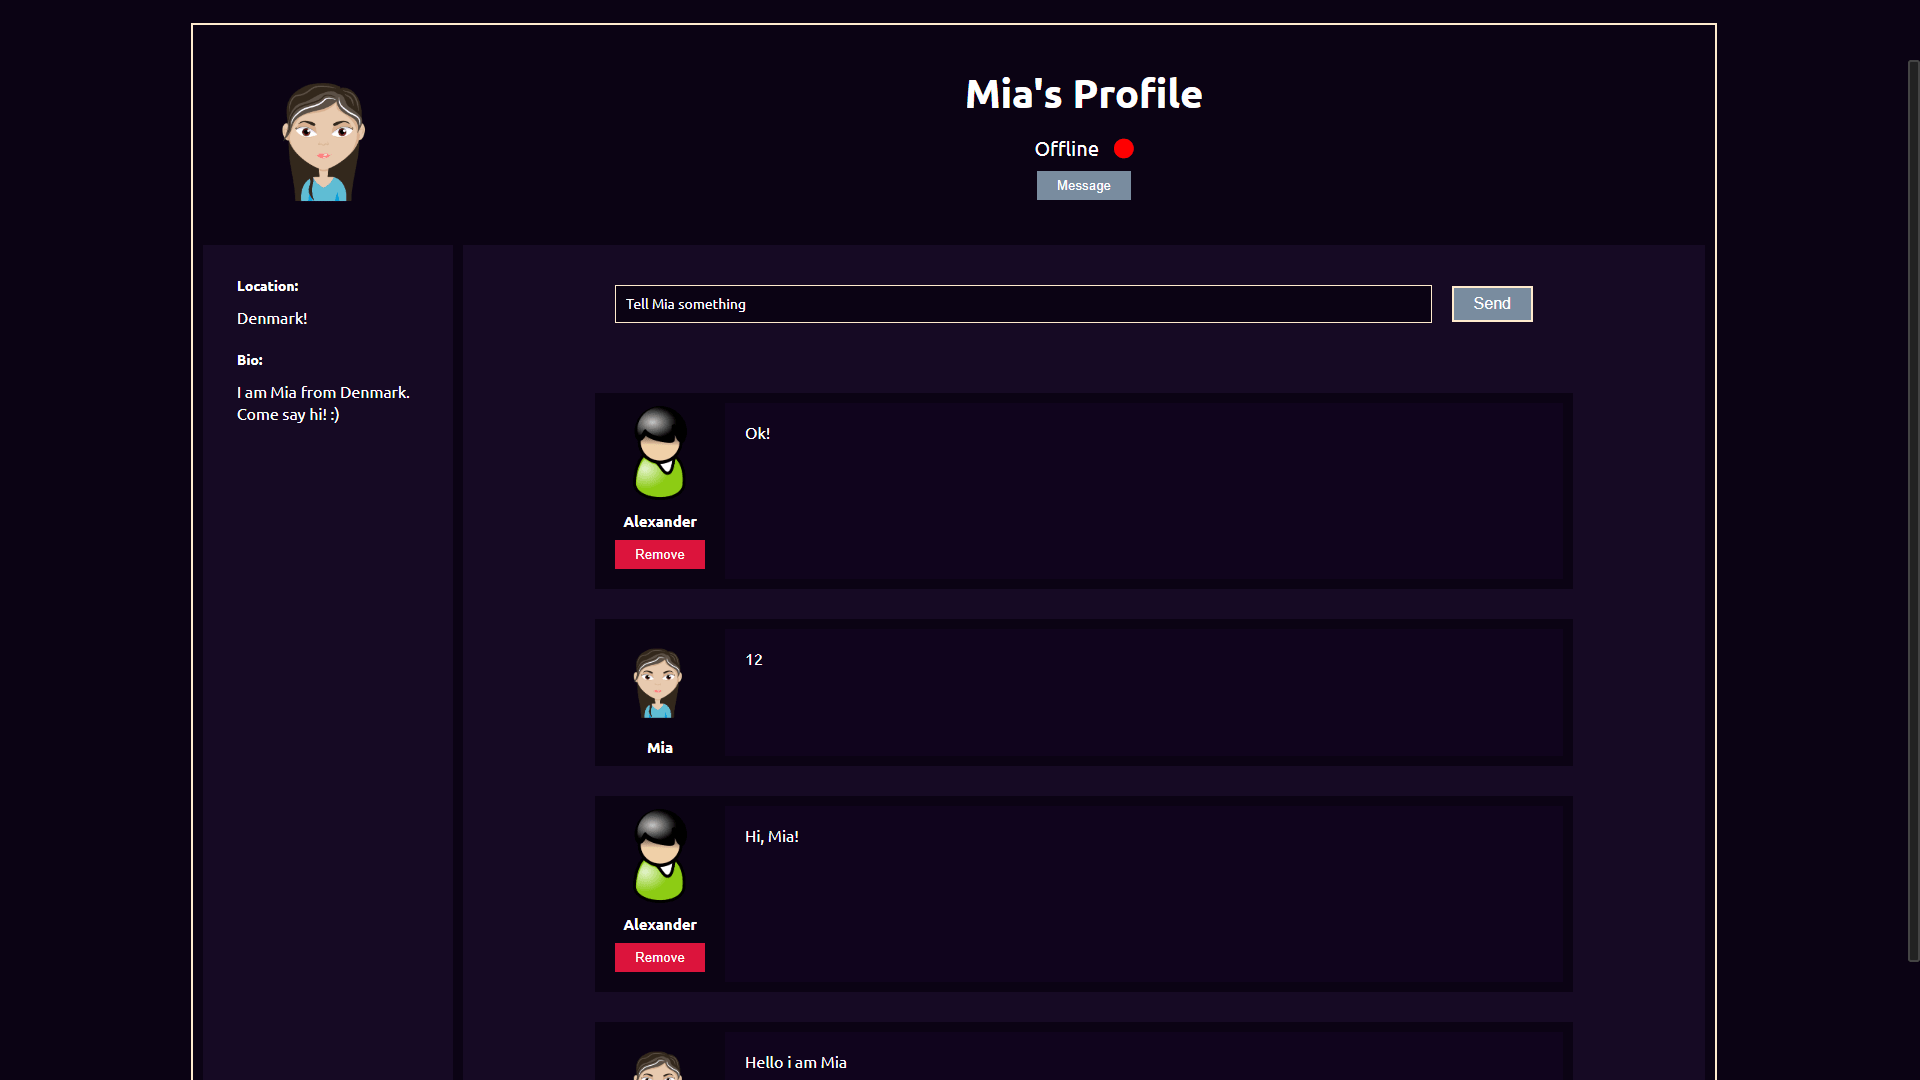 Mia's Profile
Offline
Message
Location:
Denmark!
Bio:
I am Mia from Denmark.
Come say hi! :)
Tell Mia something
Send
Ok!
Alexander
Remove
12
Mia
Hi, Mia!
Alexander
Remove
Hello i am Mia